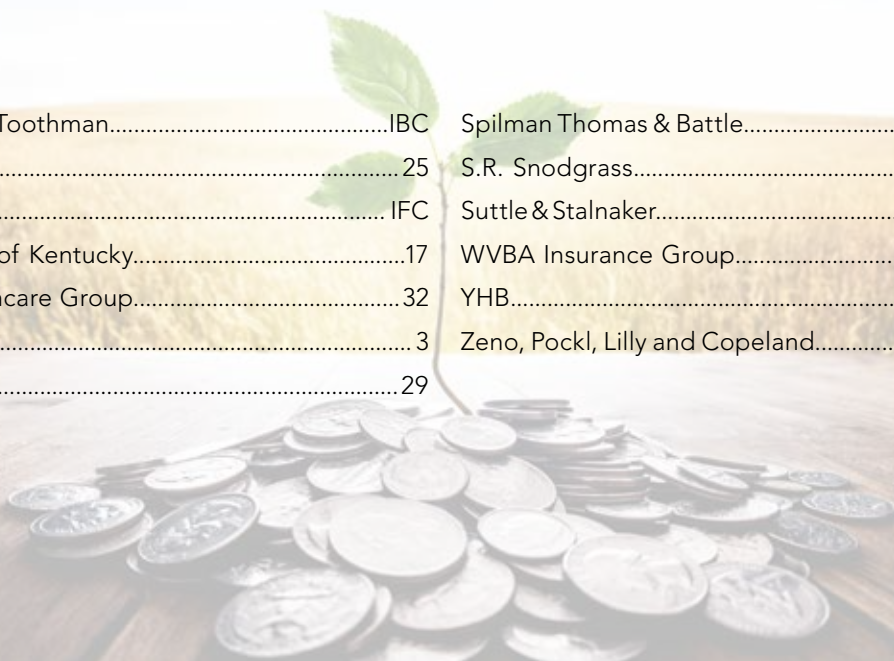 Toothman............................................IBC
................................................................25
................................................................IFC
of Kentucky...........................................17
care Group..........................................32
................................................................3
................................................................29
Spilman Thomas & Battle........................
S.R. Snodgrass.........................................
Suttle & Stalnaker......................................
WVBA Insurance Group.........................
YHB............................................................
Zeno, Pockl, Lilly and Copeland............